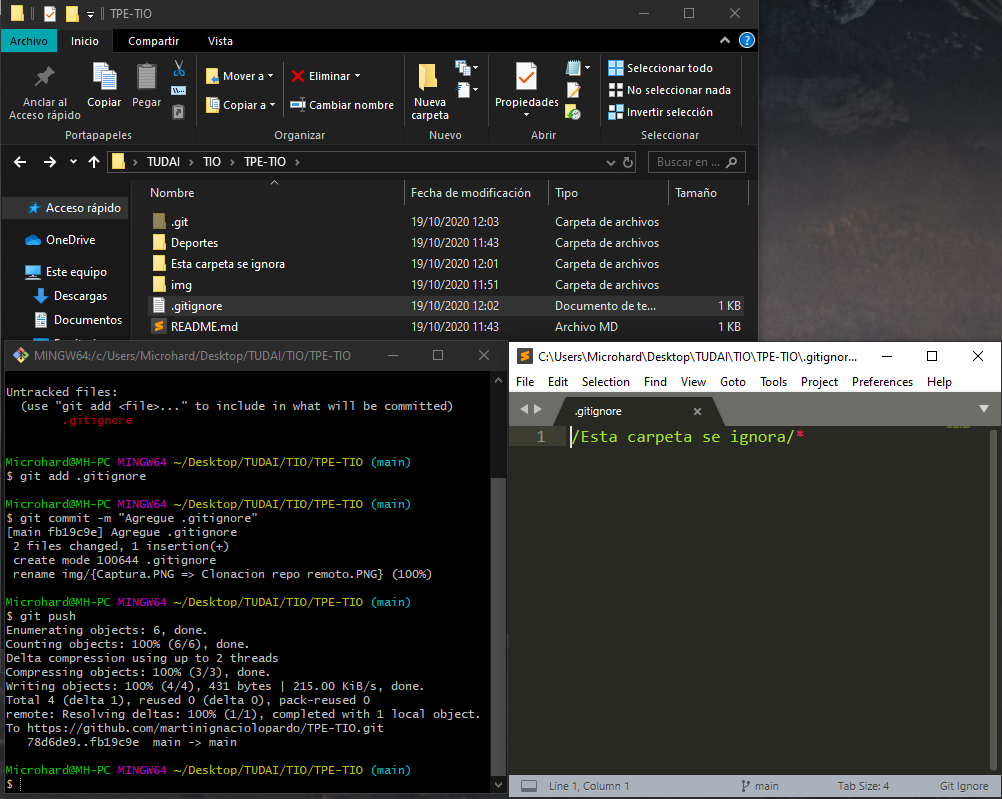 TPE-TIO
Archivo Inicio Compartir Vista
Anclar al Acceso rápido
Copiar
Pegar
Mover a
Copiar a
Eliminar
Cambiar nombre
Nueva carpeta
Propiedades
Seleccionar todo
No seleccionar nada
Invertir selección
Portapapeles Organizar Nuevo Abrir Seleccionar
TUDAI > TIO > TPE-TIO >
Buscar en ...
Nombre Fecha de modificación Tipo Tamaño
Acceso rápido
OneDrive
Este equipo
Descargas
Documentos
.git 19/10/2020 12:03 Carpeta de archivos
Deportes 19/10/2020 11:43 Carpeta de archivos
Esta carpeta se ignora 19/10/2020 12:01 Carpeta de archivos
img 19/10/2020 11:51 Carpeta de archivos
.gitignore 19/10/2020 12:02 Documento de te... 1 KB
README.md 19/10/2020 11:43 Archivo MD 1 KB
MINGW64:/c/Users/Microhard/Desktop/TUDAI/TIO/TPE-TIO
Untracked files:
(use "git add <file>..." to include in what will be committed)
.gitignore
Microhard@MH-PC MINGW64 ~/Desktop/TUDAI/TIO/TPE-TIO (main)
$ git add .gitignore
Microhard@MH-PC MINGW64 ~/Desktop/TUDAI/TIO/TPE-TIO (main)
$ git commit -m "Agregue .gitignore"
[main fb19c9e] Agregue .gitignore
2 files changed, 1 insertion(+)
create mode 100644 .gitignore
rename img/{Captura.PNG => Clonacion repo remoto.PNG} (100%)
Microhard@MH-PC MINGW64 ~/Desktop/TUDAI/TIO/TPE-TIO (main)
$ git push
Enumerating objects: 6, done.
Counting objects: 100% (6/6), done.
Delta compression using up to 2 threads
Compressing objects: 100% (3/3), done.
Writing objects: 100% (4/4), 431 bytes | 215.00 KiB/s, done.
Total 4 (delta 1), reused 0 (delta 0), pack-reused 0
remote: Resolving deltas: 100% (1/1), completed with 1 local object.
To https://github.com/martinignaciolopardo/TPE-TIO.git
78d6de9..fb19c9e main -> main
Microhard@MH-PC MINGW64 ~/Desktop/TUDAI/TIO/TPE-TIO (main)
$
C:\Users\Microhard\Desktop\TUDAI\TIO\TPE-TIO\.gitignor...
File Edit Selection Find View Goto Tools Project Preferences Help
.gitignore
1 /Esta carpeta se ignora/*
Line 1, Column 1 main Tab Size: 4 Git Ignore